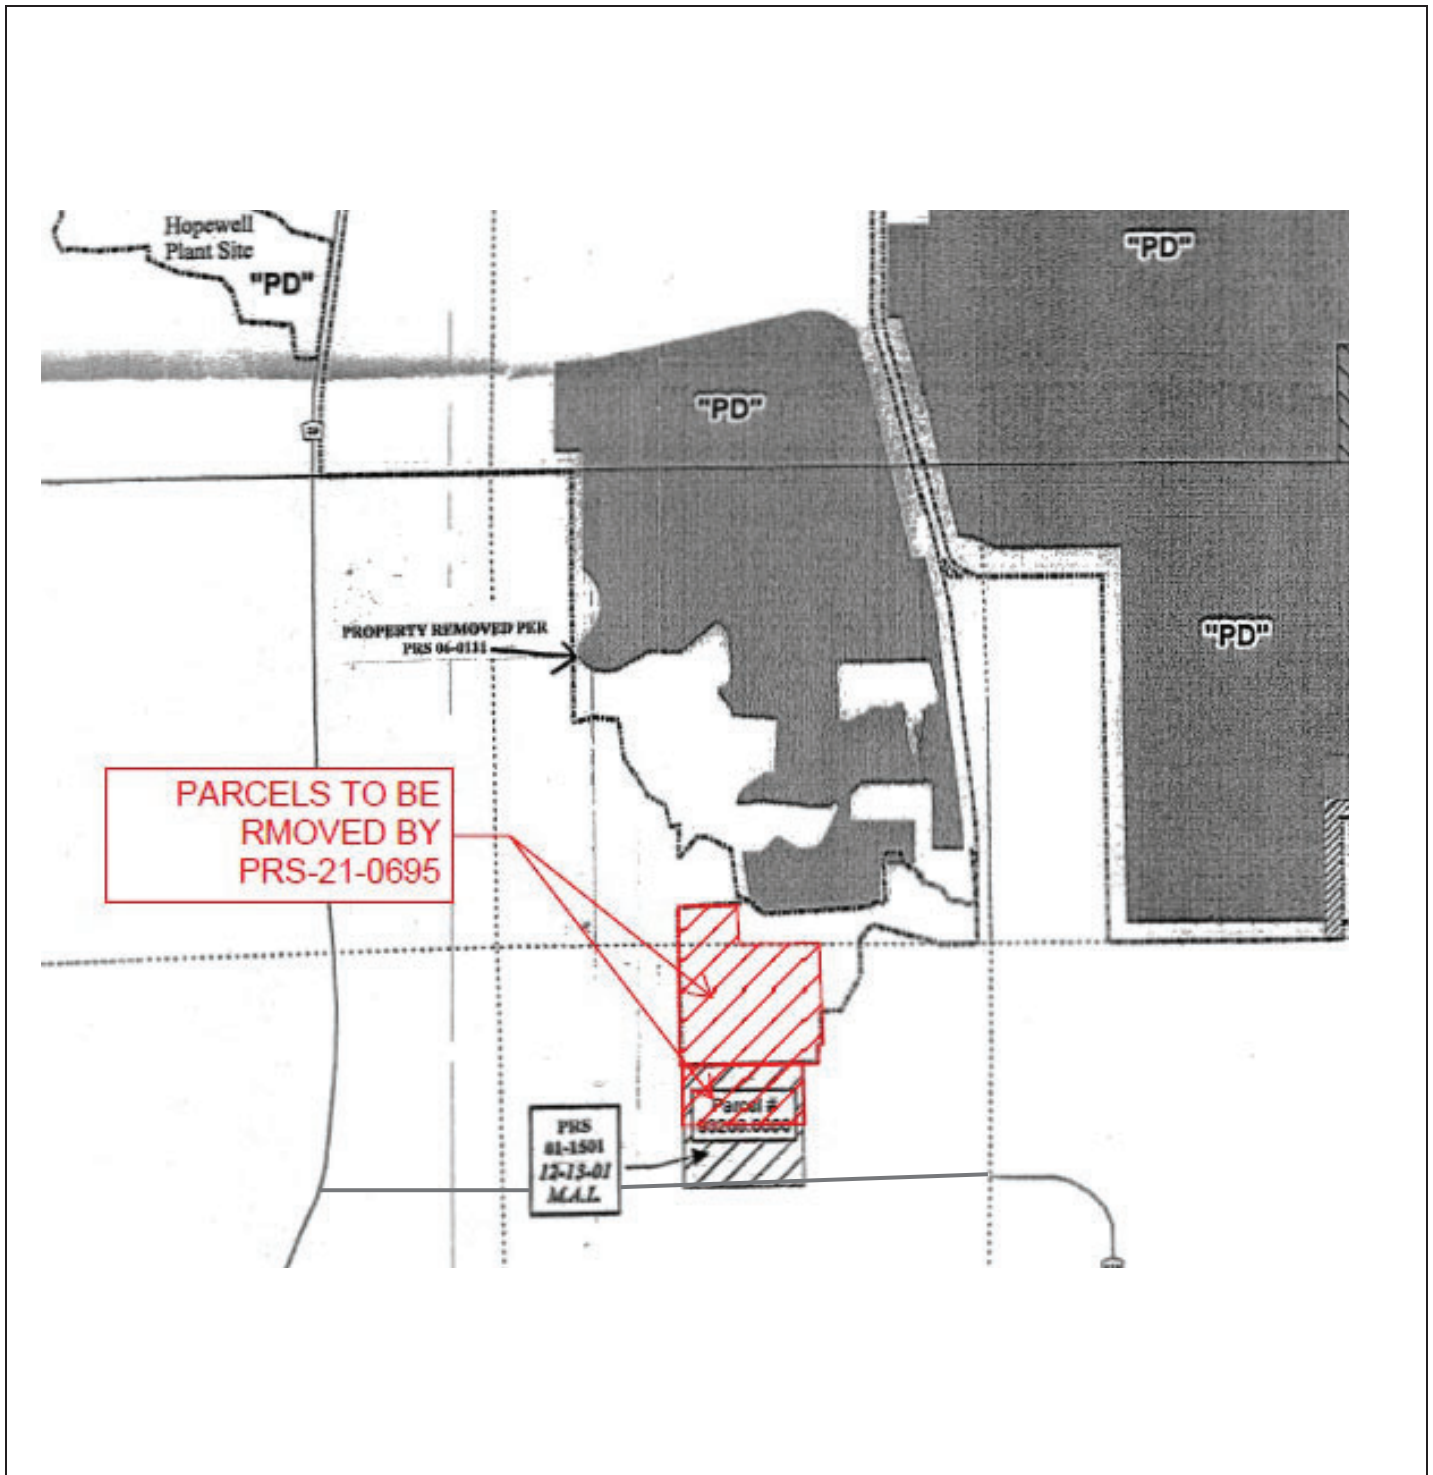 Hopewell
Plant Site
"PD"
"PD"
"PD"
"PD"
PROPERTY REMOVED PER
PRS 06-0111
PARCELS TO BE
RMOVED BY
PRS-21-0695
Parcel #
PRS
01-1501
12-13-01
M.A.L.